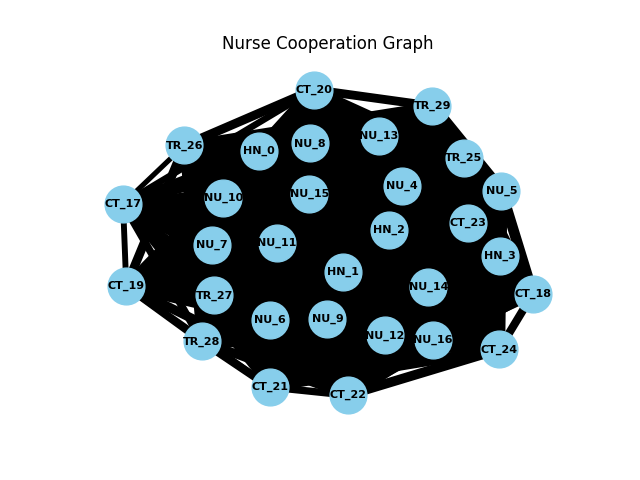 Nurse Cooperation Graph
CT_20
TR_29
NU_13
TR_26
NU_8
HN_0
TR_25
NU_4
NU_5
NU_15
NU_10
CT_17
CT_23
HN_2
NU_11
NU_7
HN_3
HN_1
CT_19
NU_14
CT_18
TR_27
NU_9
NU_6
NU_12
NU_16
TR_28
CT_24
CT_21
CT_22